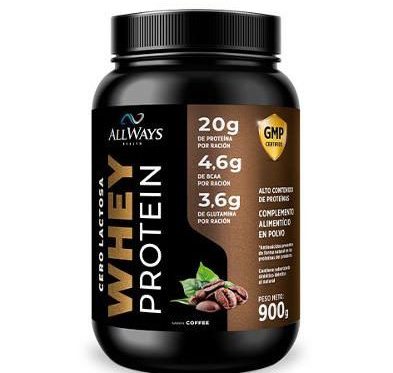 ALLWAYS
HEALTH
CERO LACTOSA
WHEY
PROTEIN
20g
DE PROTEÍNA
POR RACIÓN
4,6g
DE BCAA
POR RACIÓN
3,6g
DE GLUTAMINA
POR RACIÓN
COFFEE
GMP
CERTIFIED
ALTO CONTENIDO
DE PROTEÍNAS
COMPLEMENTO
ALIMENTICIO
EN POLVO
PESO NETO:
900g